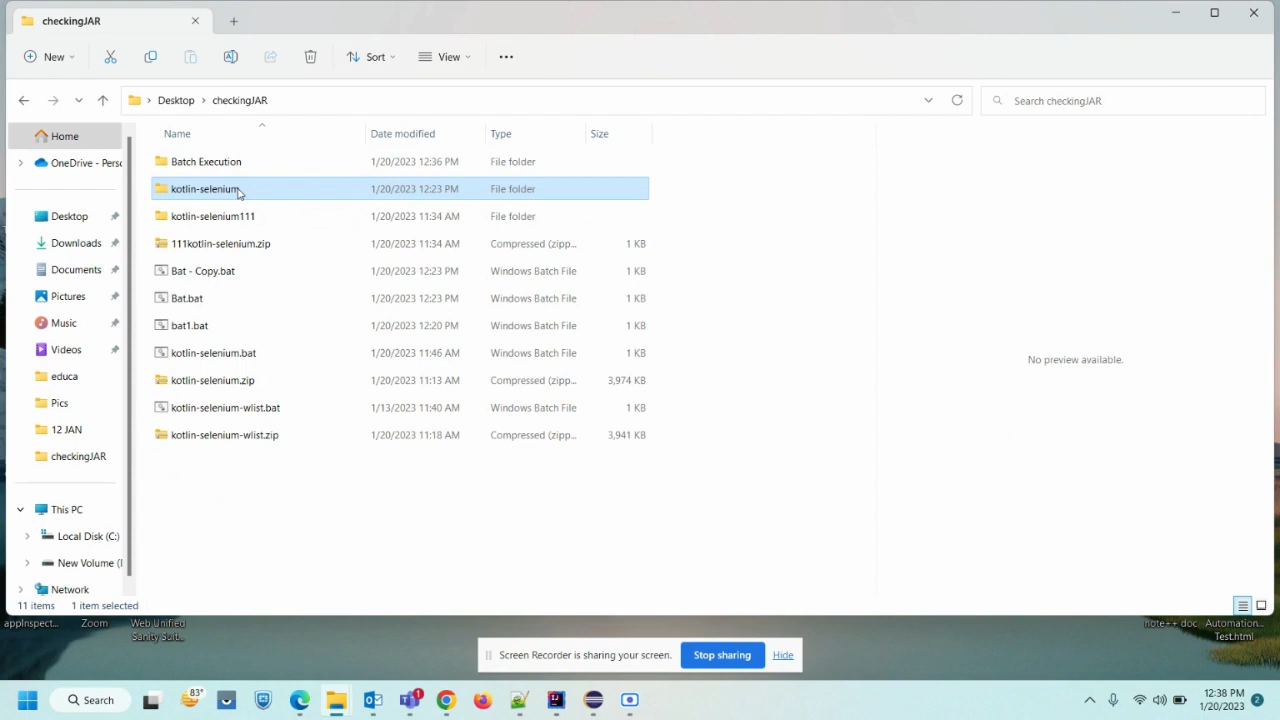 checkingJAR
New
Sort
View
Desktop
checkingJAR
Search checkingJAR
Name Date modified Type Size
Home
OneDrive - Perso
Desktop
Downloads
Documents
Pictures
Music
Videos
educa
Pics
12 JAN
checkingJAR
This PC
Local Disk (C:)
Network
Batch Execution 1/20/2023 12:36 PM File folder
kotlin-selenium 1/20/2023 12:23 PM File folder
kotlin-selenium111 1/20/2023 11:34 AM File folder
111kotlin-selenium.zip 1/20/2023 11:34 AM Compressed (zipp... 1 KB
Bat - Copy.bat 1/20/2023 12:23 PM Windows Batch File 1 KB
Bat.bat 1/20/2023 12:23 PM Windows Batch File 1 KB
bat1.bat 1/20/2023 12:20 PM Windows Batch File 1 KB
kotlin-selenium.bat 1/20/2023 11:46 AM Windows Batch File 1 KB
kotlin-selenium.zip 1/20/2023 11:13 AM Compressed (zipp... 3,974 KB
kotlin-selenium-wlist.bat 1/13/2023 11:40 AM Windows Batch File 1 KB
kotlin-selenium-wlist.zip 1/20/2023 11:18 AM Compressed (zipp... 3,941 KB
No preview available.
New Volume (
11 items 1 item selected
appInspect...
Zoom
Web Unified
Sanity Suit...
note++ doc
Automation...
Test.html
Screen Recorder is sharing your screen.
Stop sharing
Hide
Search
83°
1
12:38 PM
1/20/2023
2